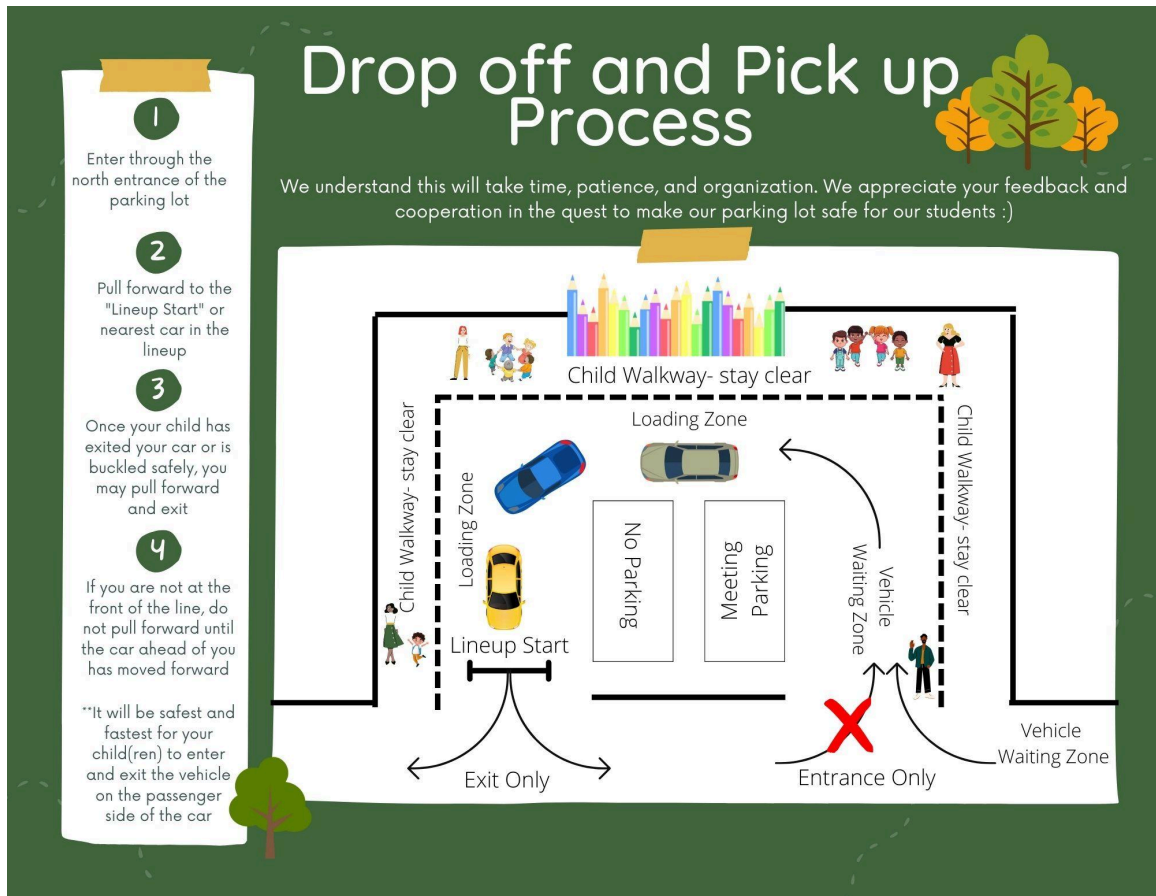 Drop off and Pick up
Process
We understand this will take time, patience, and organization. We appreciate your feedback and
cooperation in the quest to make our parking lot safe for our students :)
1
Enter through the
north entrance of the
parking lot
2
Pull forward to the
"Lineup Start" or
nearest car in the
lineup
3
Once your child has
exited your car or is
buckled safely, you
may pull forward
and exit
4
If you are not at the
front of the line, do
not pull forward until
the car ahead of you
has moved forward
**It will be safest and
fastest for your
child(ren) to enter
and exit the vehicle
on the passenger
side of the car
Child Walkway- stay clear
Loading Zone
Child Walkway- stay clear
Loading Zone
Lineup Start
No Parking
Meeting
Parking
Vehicle
Waiting Zone
Child Walkway- stay clear
Exit Only
Entrance Only
Vehicle
Waiting Zone